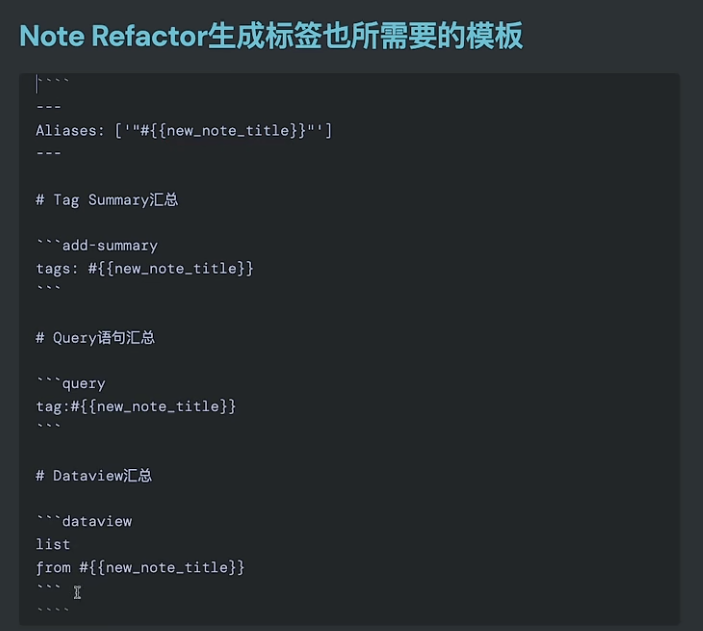 Note Refactor生成标签也所需要的模板
````
---
Aliases: ['"#{{new_note_title}}"']
---
# Tag Summary汇总
```add-summary
tags: #{{new_note_title}}
```
# Query语句汇总
```query
tag:#{{new_note_title}}
```
# Dataview汇总
```dataview
list
from #{{new_note_title}}
```
````